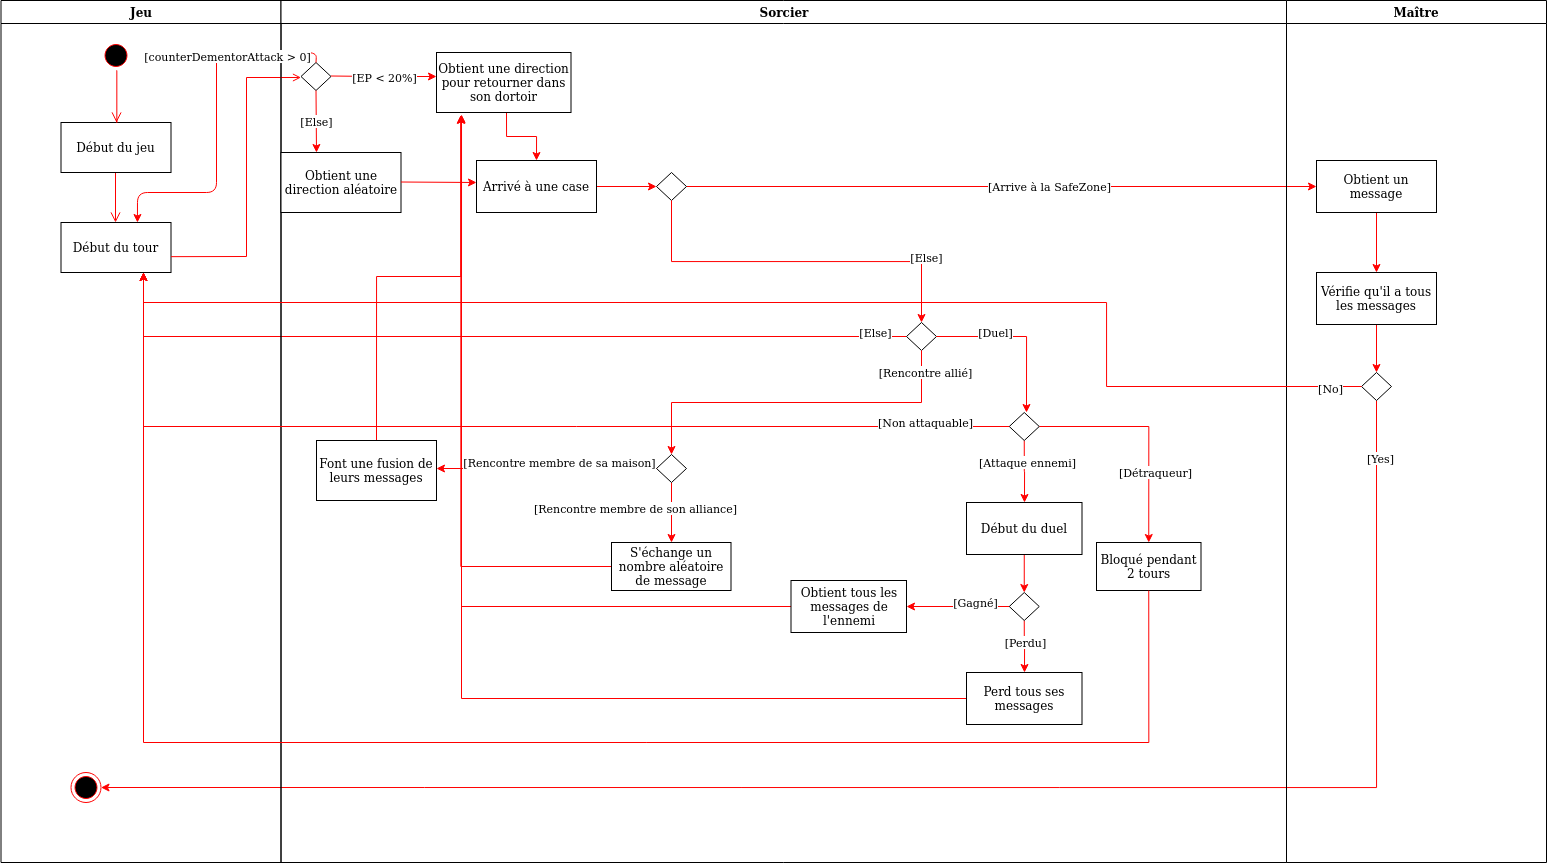 Jeu
Sorcier
Maître
[counterDementorAttack > 0]
[EP < 20%]
Obtient une direction
pour retourner dans
son dortoir
[Else]
Début du jeu
Obtient une
direction aléatoire
Arrivé à une case
[Arrive à la SafeZone]
Obtient un
message
Début du tour
[Else]
Vérifie qu'il a tous
les messages
[Else]
[Duel]
[Rencontre allié]
[No]
[Non attaquable]
Font une fusion de
leurs messages
[Rencontre membre de sa maison]
[Attaque ennemi]
[Détraqueur]
[Yes]
[Rencontre membre de son alliance]
Début du duel
S'échange un
nombre aléatoire
de message
Bloqué pendant
2 tours
Obtient tous les
messages de
l'ennemi
[Gagné]
[Perdu]
Perd tous ses
messages